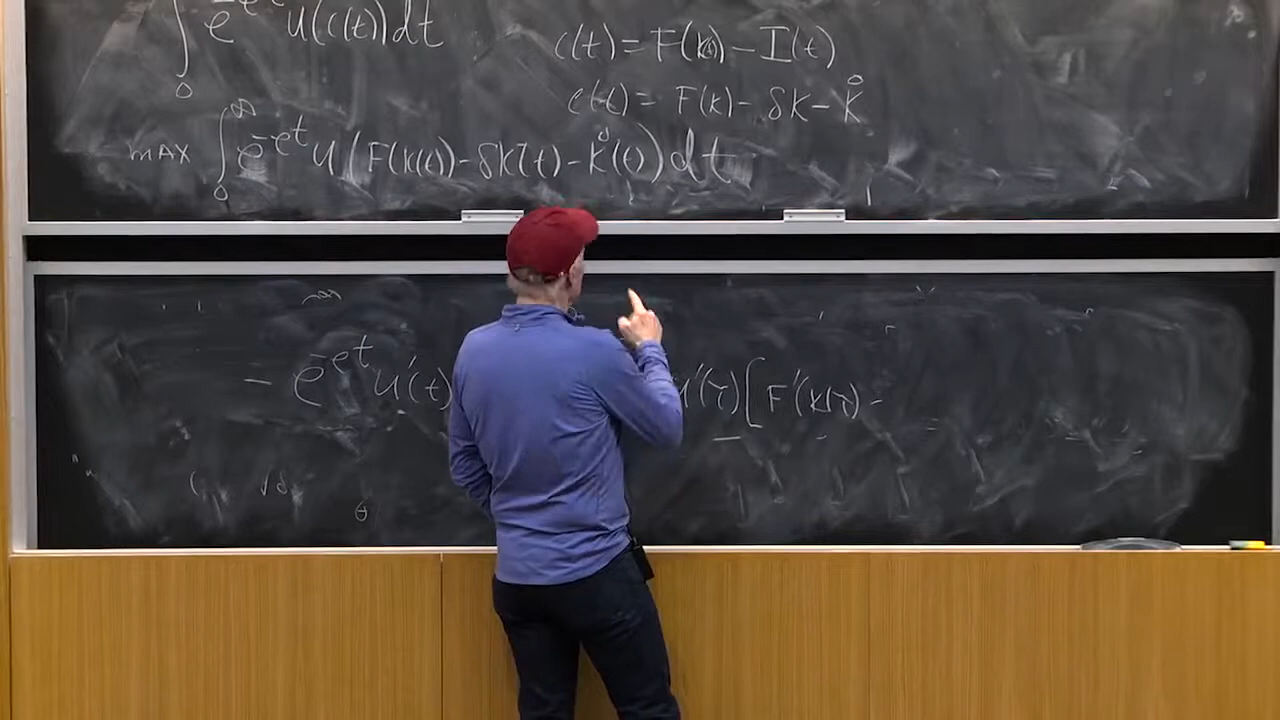 ∫₀ e^{-ρt} u(c(t))dt
c(t) = F(K(t)) − I(t)
c(t) = F(K) − δK − K̇
MAX ∫₀^∞ e^{-ρt} u(F(K(t)) − δK(t) − K̇(t))dt
− e^{-ρt} u'(t) u'(τ)[F'(K(τ) −